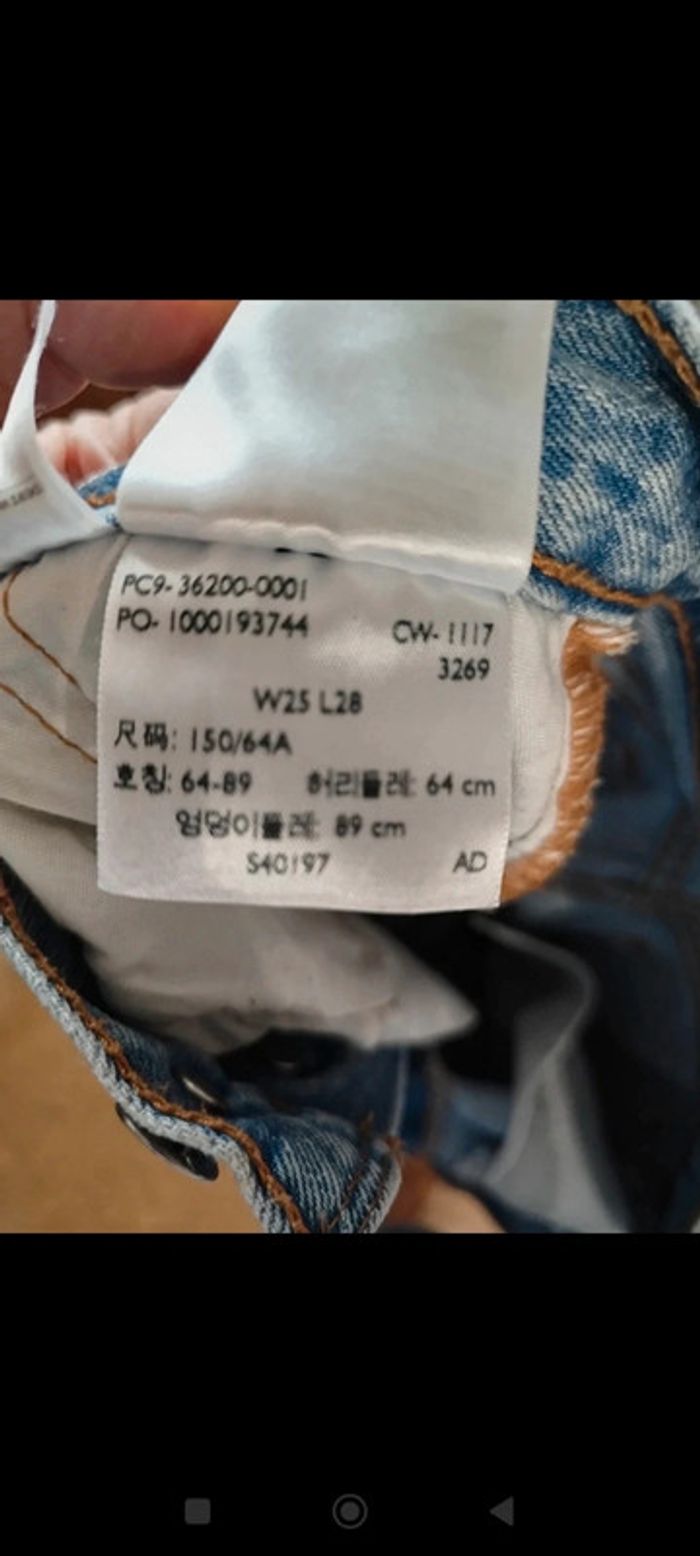 PC9- 36200-0001
PO- 1000193744
CW- 1117
3269
W25 L28
尺码: 150/64A
호칭: 64-89 허리둘레: 64 cm
엉덩이둘레: 89 cm
S40197 AD